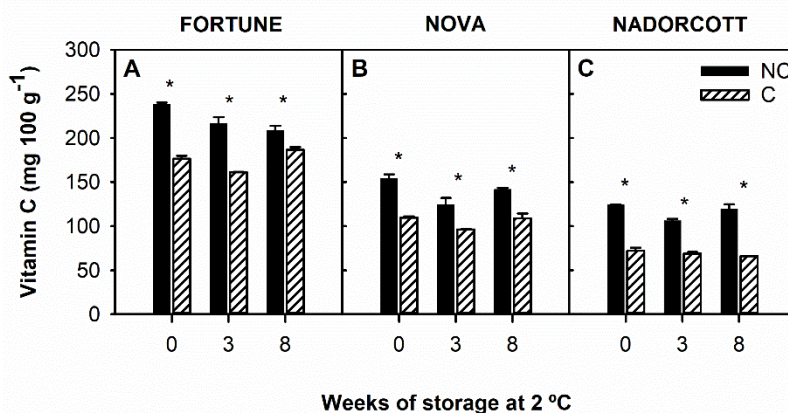 FORTUNE NOVA NADORCOTT
300
250
200
150
100
50
0
Vitamin C (mg 100 g⁻¹)
A * * *
B * * *
C * * *
NC
C
0 3 8 0 3 8 0 3 8
Weeks of storage at 2 ºC